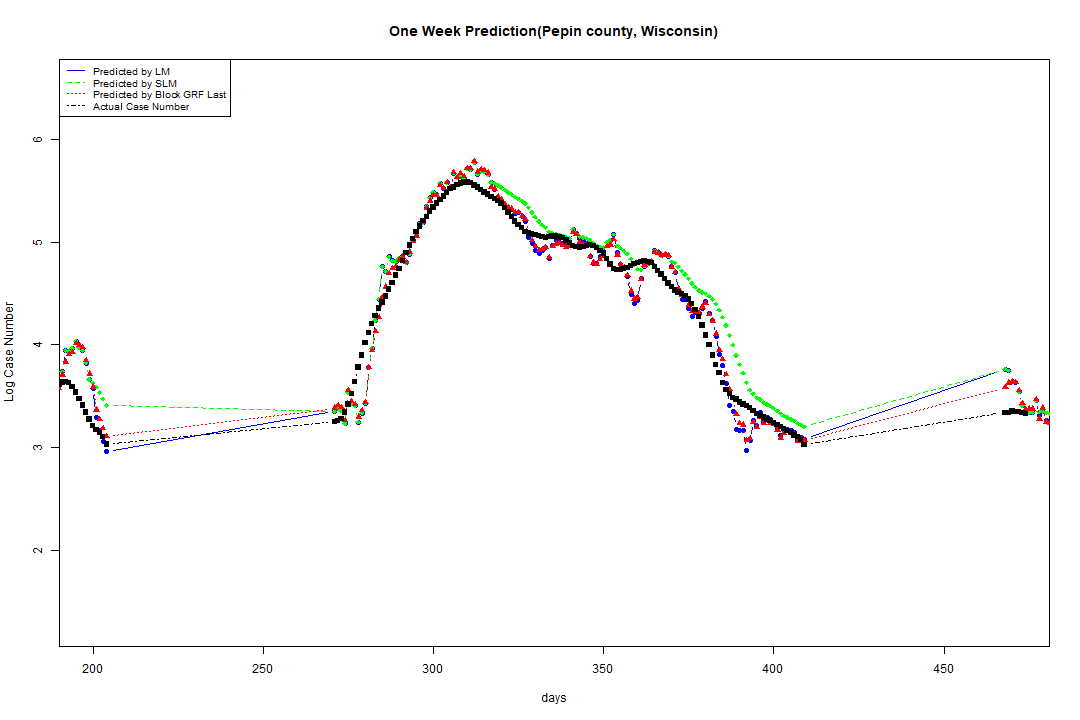 One Week Prediction(Pepin county, Wisconsin)
Predicted by LM
Predicted by SLM
Predicted by Block GRF Last
Actual Case Number
Log Case Number
6
5
4
3
2
200 250 300 350 400 450
days